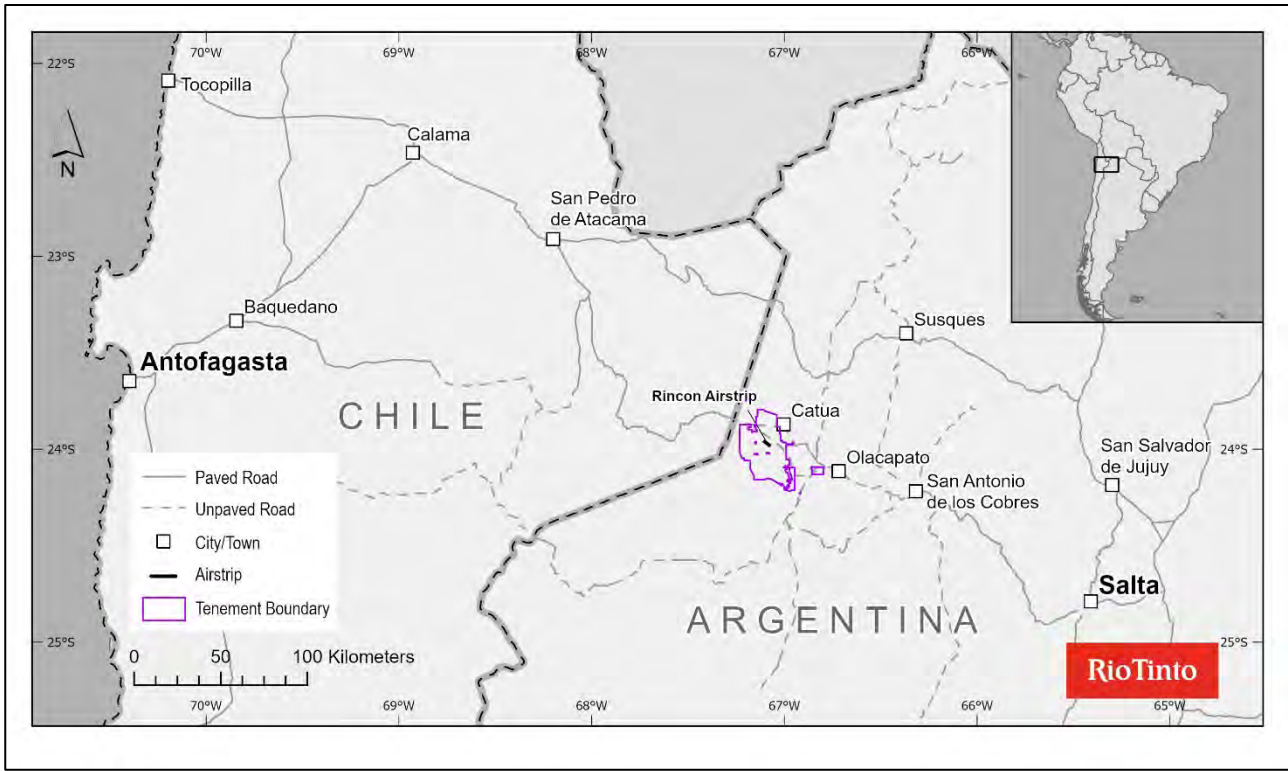 70°W
69°W
68°W
67°W
66°W
22°S
Tocopilla
N
Calama
San Pedro
de Atacama
23°S
23°S
Baquedano
Susques
Antofagasta
Rincon Airstrip
CHILE
Catua
24°S
24°S
Olacapato
San Antonio
de los Cobres
San Salvador
de Jujuy
Paved Road
Unpaved Road
City/Town
Airstrip
Tenement Boundary
Salta
ARGENTINA
25°S
25°S
0 50 100 Kilometers
RioTinto
70°W
69°W
68°W
67°W
66°W
65°W